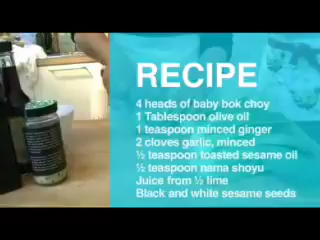 RECIPE
4 heads of baby bok choy
1 Tablespoon olive oil
1 teaspoon minced ginger
2 cloves garlic, minced
½ teaspoon toasted sesame oil
½ teaspoon nama shoyu
Juice from ½ lime
Black and white sesame seeds